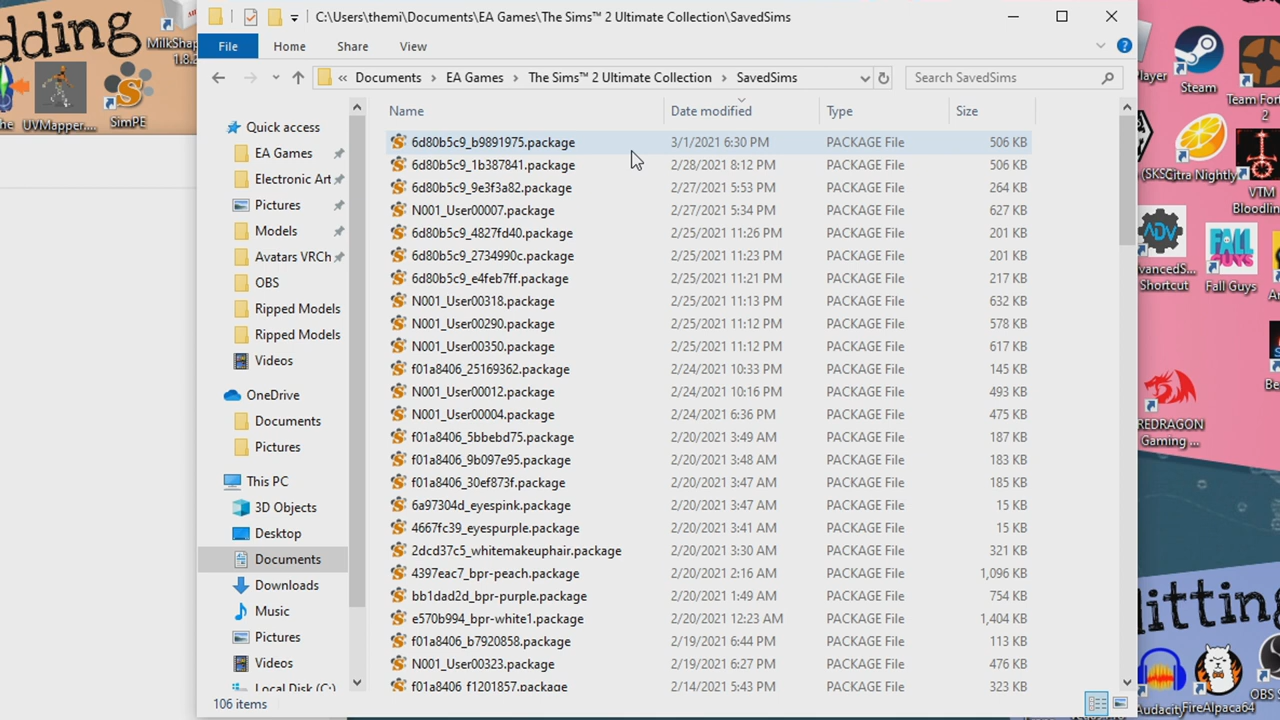 C:\Users\themi\Documents\EA Games\The Sims™ 2 Ultimate Collection\SavedSims
File Home Share View
« Documents > EA Games > The Sims™ 2 Ultimate Collection > SavedSims
Search SavedSims
Name Date modified Type Size
6d80b5c9_b9891975.package 3/1/2021 6:30 PM PACKAGE File 506 KB
6d80b5c9_1b387841.package 2/28/2021 8:12 PM PACKAGE File 506 KB
6d80b5c9_9e3f3a82.package 2/27/2021 5:53 PM PACKAGE File 264 KB
N001_User00007.package 2/27/2021 5:34 PM PACKAGE File 627 KB
6d80b5c9_4827fd40.package 2/25/2021 11:26 PM PACKAGE File 201 KB
6d80b5c9_2734990c.package 2/25/2021 11:23 PM PACKAGE File 201 KB
6d80b5c9_e4feb7ff.package 2/25/2021 11:21 PM PACKAGE File 217 KB
N001_User00318.package 2/25/2021 11:13 PM PACKAGE File 632 KB
N001_User00290.package 2/25/2021 11:12 PM PACKAGE File 578 KB
N001_User00350.package 2/25/2021 11:12 PM PACKAGE File 617 KB
f01a8406_25169362.package 2/24/2021 10:33 PM PACKAGE File 145 KB
N001_User00012.package 2/24/2021 10:16 PM PACKAGE File 493 KB
N001_User00004.package 2/24/2021 6:36 PM PACKAGE File 475 KB
f01a8406_5bbebd75.package 2/20/2021 3:49 AM PACKAGE File 187 KB
f01a8406_9b097e95.package 2/20/2021 3:48 AM PACKAGE File 183 KB
f01a8406_30ef873f.package 2/20/2021 3:47 AM PACKAGE File 185 KB
6a97304d_eyespink.package 2/20/2021 3:47 AM PACKAGE File 15 KB
4667fc39_eyespurple.package 2/20/2021 3:41 AM PACKAGE File 15 KB
2dcd37c5_whitemakeuphair.package 2/20/2021 3:30 AM PACKAGE File 321 KB
4397eac7_bpr-peach.package 2/20/2021 2:16 AM PACKAGE File 1,096 KB
bb1dad2d_bpr-purple.package 2/20/2021 1:49 AM PACKAGE File 754 KB
e570b994_bpr-white1.package 2/20/2021 12:23 AM PACKAGE File 1,404 KB
f01a8406_b7920858.package 2/19/2021 6:44 PM PACKAGE File 113 KB
N001_User00323.package 2/19/2021 6:27 PM PACKAGE File 476 KB
f01a8406_f1201857.package 2/14/2021 5:43 PM PACKAGE File 323 KB
Quick access
EA Games
Electronic Art
Pictures
Models
Avatars VRCh
OBS
Ripped Models
Ripped Models
Videos
OneDrive
Documents
Pictures
This PC
3D Objects
Desktop
Documents
Downloads
Music
Pictures
Videos
Local Disk (C:)
106 items
dding
MilkShap
1.8.
he
UVMapper....
SimPE
layer
Steam
Team Fort
2
(SKSC
Citra Nightly
VTM
Bloodlin
dvancedS...
Shortcut
Fall Guys
REDRAGON
Gaming ...
Be
itting
Audacity
FireAlpaca64
OBS S